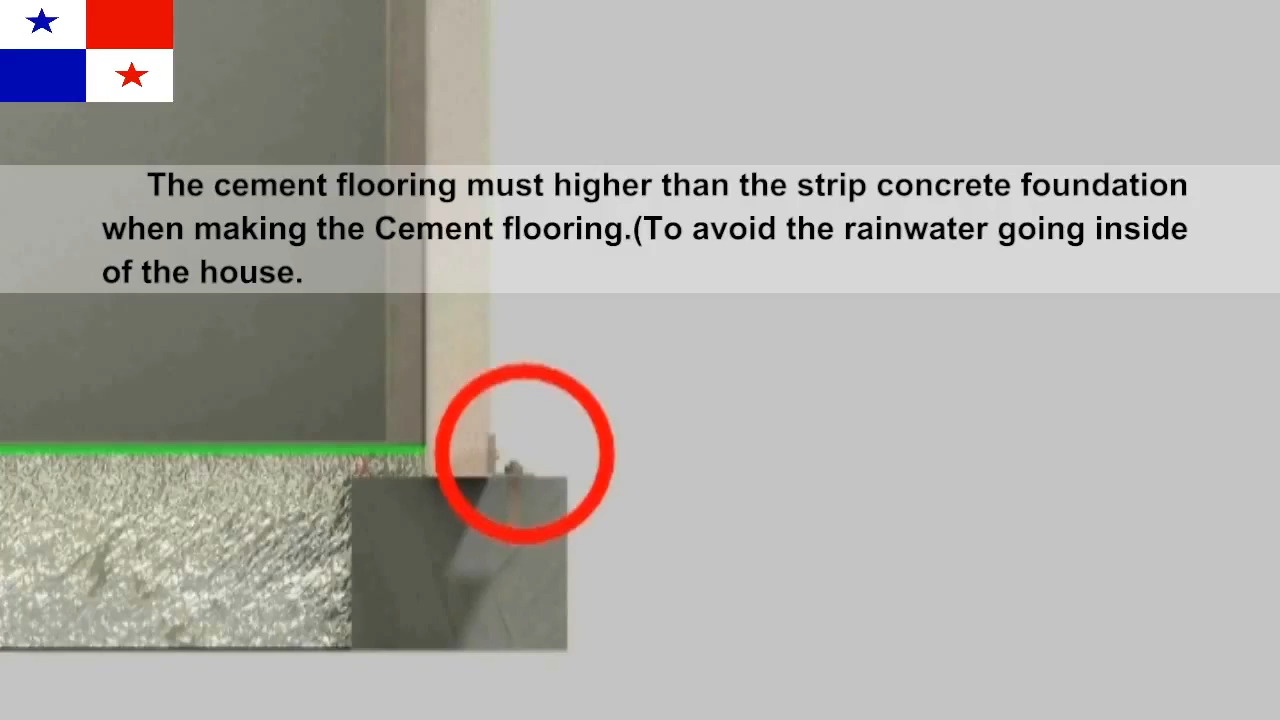 The cement flooring must higher than the strip concrete foundation
when making the Cement flooring.(To avoid the rainwater going inside
of the house.